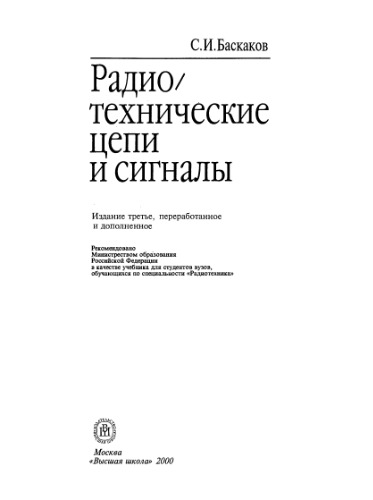 С.И.Баскаков
Радио/
технические
цепи
и сигналы
Издание третье, переработанное
и дополненное
Рекомендовано
Министерством образования
Российской Федерации
в качестве учебника для студентов вузов,
обучающихся по специальности «Радиотехника»
Москва
«Высшая школа» 2000